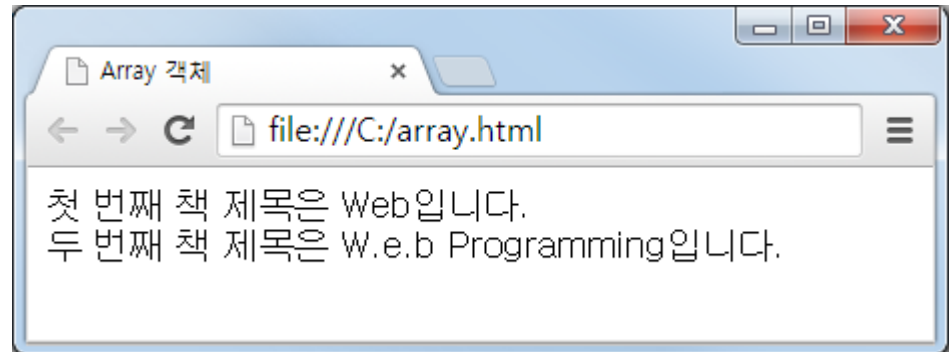 Array 객체
file:///C:/array.html
첫 번째 책 제목은 Web입니다.
두 번째 책 제목은 W.e.b Programming입니다.